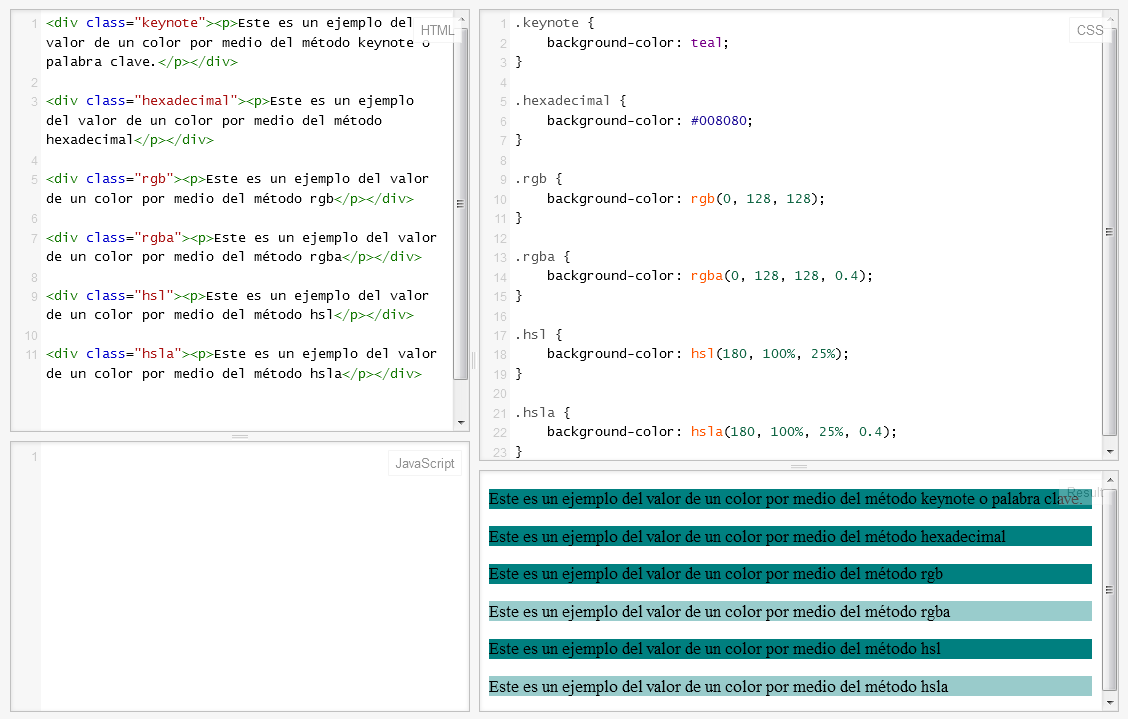 HTML
1 <div class="keynote"><p>Este es un ejemplo del
valor de un color por medio del método keynote o
palabra clave.</p></div>
2
3 <div class="hexadecimal"><p>Este es un ejemplo
del valor de un color por medio del método
hexadecimal</p></div>
4
5 <div class="rgb"><p>Este es un ejemplo del valor
de un color por medio del método rgb</p></div>
6
7 <div class="rgba"><p>Este es un ejemplo del valor
de un color por medio del método rgba</p></div>
8
9 <div class="hsl"><p>Este es un ejemplo del valor
de un color por medio del método hsl</p></div>
10
11 <div class="hsla"><p>Este es un ejemplo del valor
de un color por medio del método hsla</p></div>
JavaScript
1
CSS
1 .keynote {
2 background-color: teal;
3 }
4
5 .hexadecimal {
6 background-color: #008080;
7 }
8
9 .rgb {
10 background-color: rgb(0, 128, 128);
11 }
12
13 .rgba {
14 background-color: rgba(0, 128, 128, 0.4);
15 }
16
17 .hsl {
18 background-color: hsl(180, 100%, 25%);
19 }
20
21 .hsla {
22 background-color: hsla(180, 100%, 25%, 0.4);
23 }
Result
Este es un ejemplo del valor de un color por medio del método keynote o palabra clave.
Este es un ejemplo del valor de un color por medio del método hexadecimal
Este es un ejemplo del valor de un color por medio del método rgb
Este es un ejemplo del valor de un color por medio del método rgba
Este es un ejemplo del valor de un color por medio del método hsl
Este es un ejemplo del valor de un color por medio del método hsla